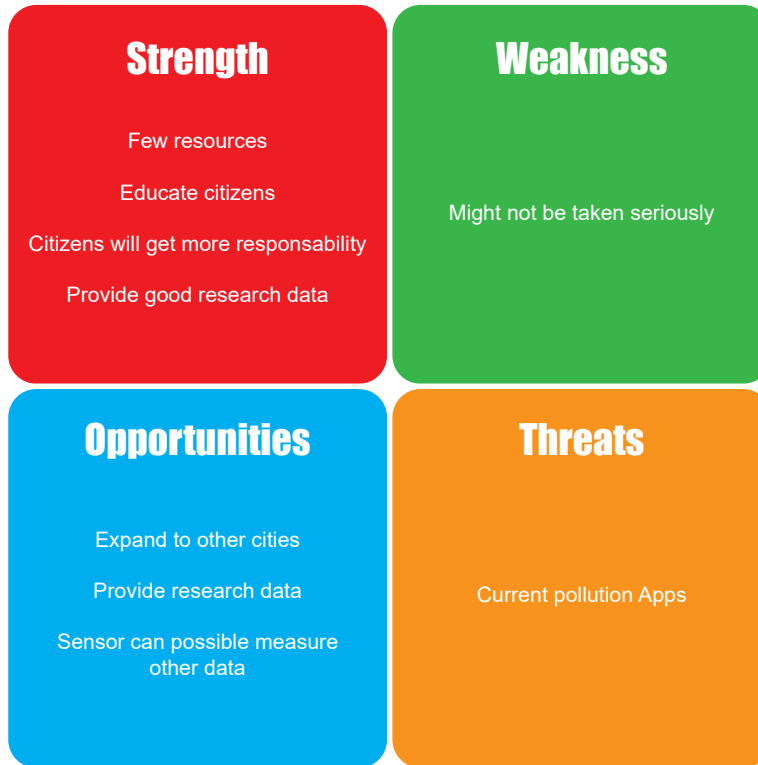 Strength
Few resources
Educate citizens
Citizens will get more responsability
Provide good research data
Weakness
Might not be taken seriously
Opportunities
Expand to other cities
Provide research data
Sensor can possible measure
other data
Threats
Current pollution Apps